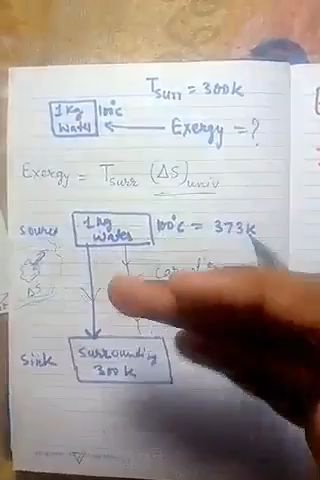 Tsurr = 300k
1 Kg Water 100°C
Exergy = ?
Exergy = Tsurr (ΔS)univ
source
1 Kg Water 100°C = 373K
ΔS
sink
Surrounding
300k